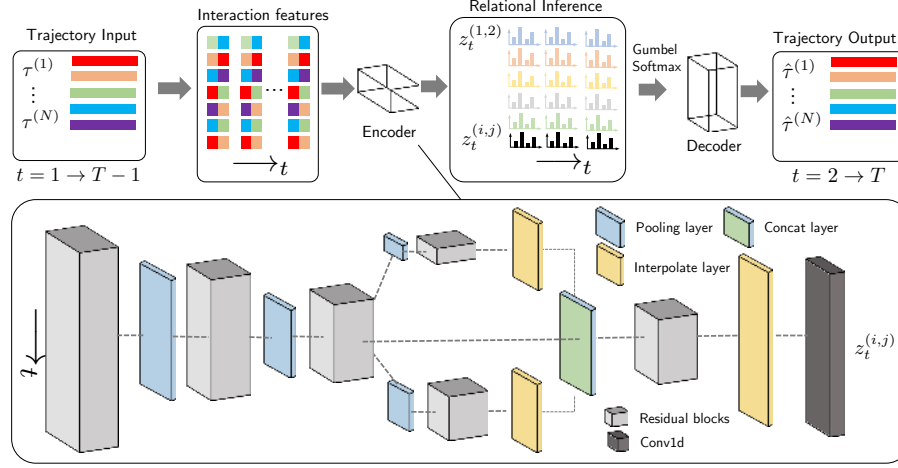 Trajectory Input
τ^(1)
⋮
τ^(N)
t = 1 → T − 1
Interaction features
...
t
Encoder
Relational Inference
z_t^(1,2)
z_t^(i,j)
t
Gumbel
Softmax
Decoder
Trajectory Output
τ̂^(1)
⋮
τ̂^(N)
t = 2 → T
t
Pooling layer
Concat layer
Interpolate layer
z_t^(i,j)
Residual blocks
Conv1d